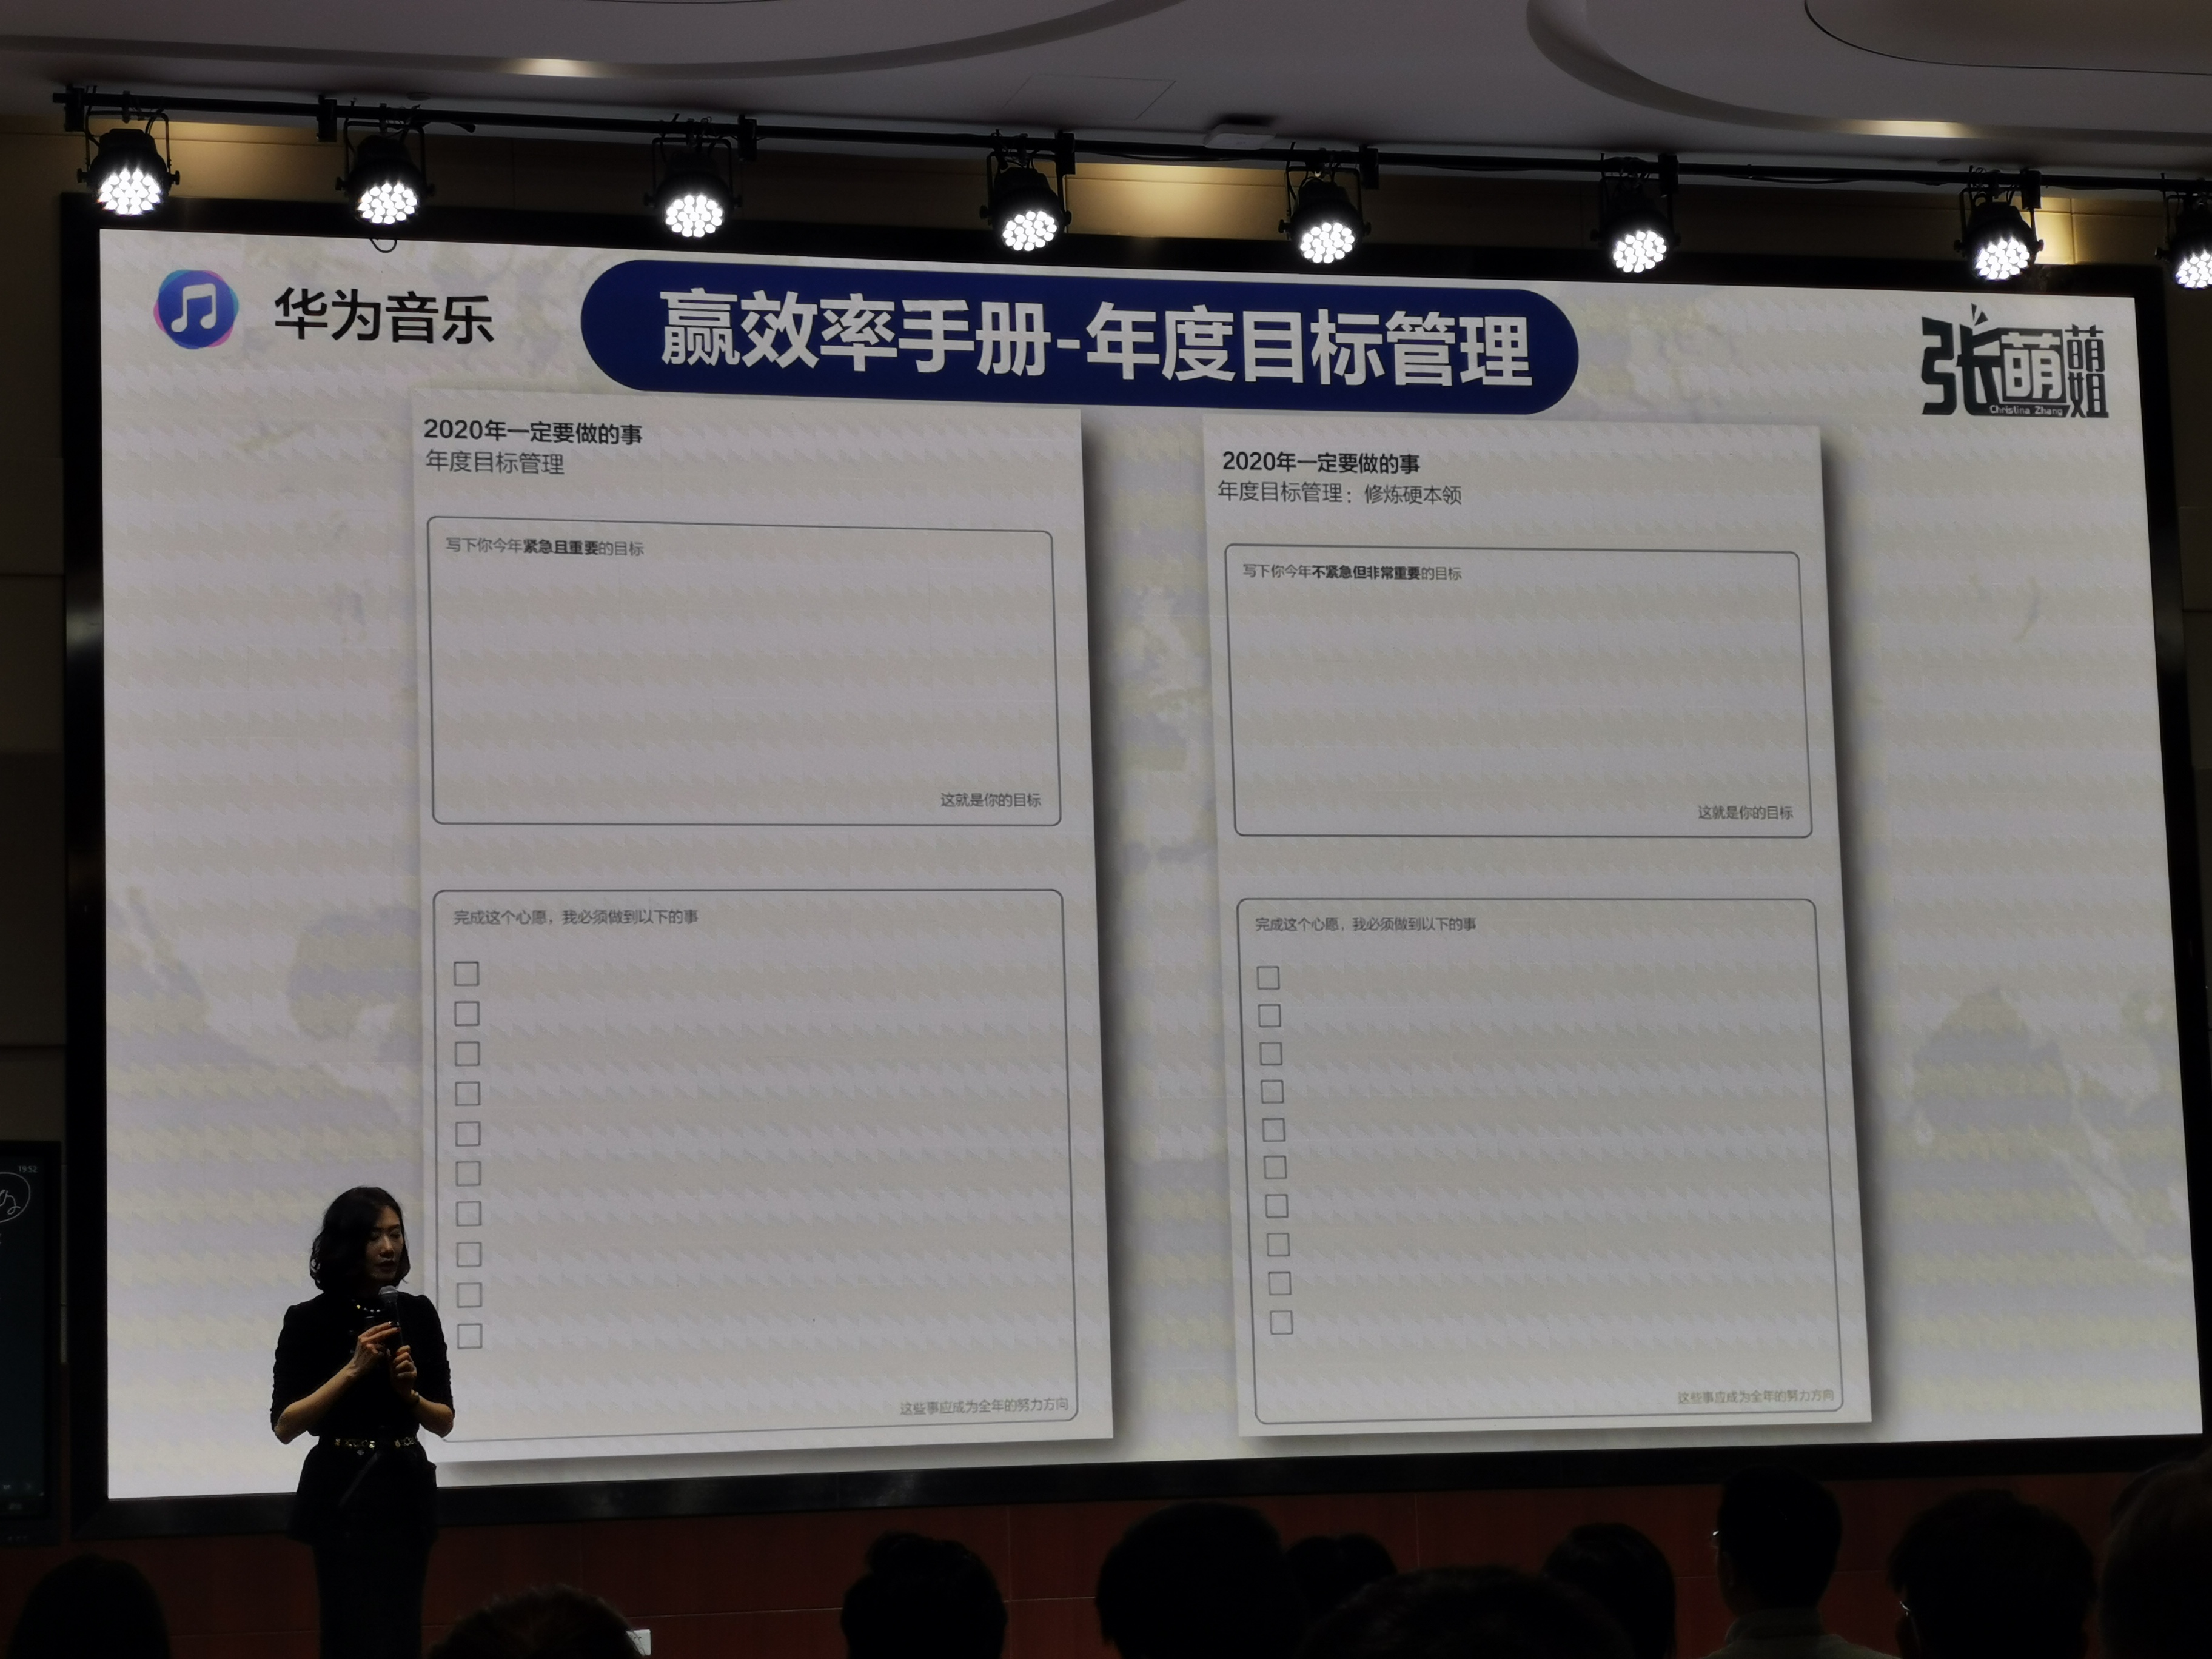 华为音乐
赢效率手册-年度目标管理
张萌萌姐
Christina Zhang
2020年一定要做的事
年度目标管理
写下你今年紧急且重要的目标
这就是你的目标
完成这个心愿，我必须做到以下的事
这些事应成为全年的努力方向
2020年一定要做的事
年度目标管理：修炼硬本领
写下你今年不紧急但非常重要的目标
这就是你的目标
完成这个心愿，我必须做到以下的事
这些事应成为全年的努力方向
19:52